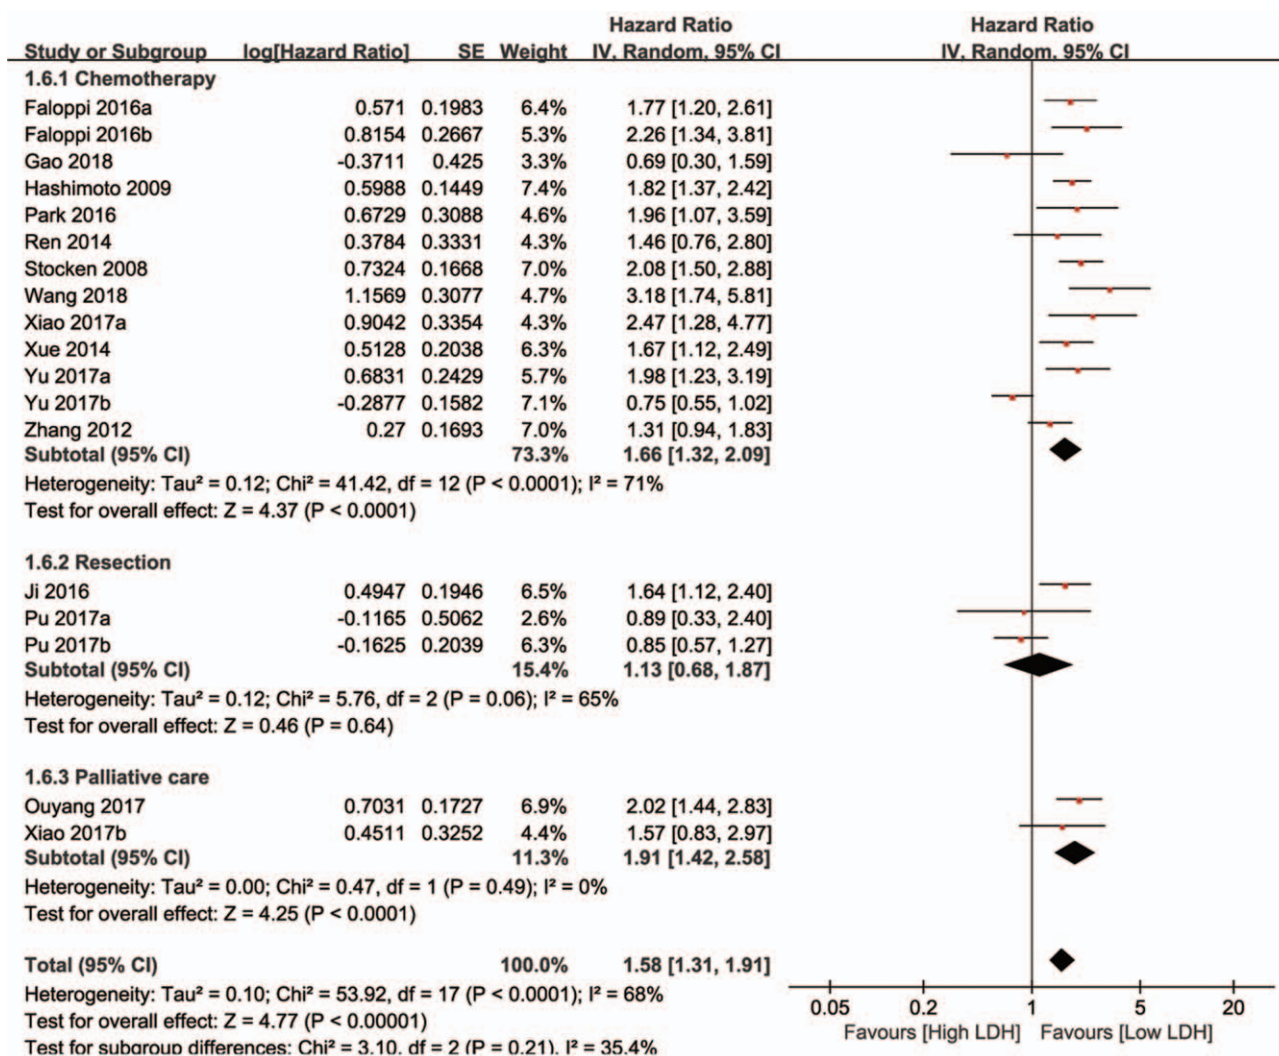 Hazard Ratio Hazard Ratio
Study or Subgroup log[Hazard Ratio] SE Weight IV, Random, 95% CI IV, Random, 95% CI
1.6.1 Chemotherapy
Faloppi 2016a 0.571 0.1983 6.4% 1.77 [1.20, 2.61]
Faloppi 2016b 0.8154 0.2667 5.3% 2.26 [1.34, 3.81]
Gao 2018 -0.3711 0.425 3.3% 0.69 [0.30, 1.59]
Hashimoto 2009 0.5988 0.1449 7.4% 1.82 [1.37, 2.42]
Park 2016 0.6729 0.3088 4.6% 1.96 [1.07, 3.59]
Ren 2014 0.3784 0.3331 4.3% 1.46 [0.76, 2.80]
Stocken 2008 0.7324 0.1668 7.0% 2.08 [1.50, 2.88]
Wang 2018 1.1569 0.3077 4.7% 3.18 [1.74, 5.81]
Xiao 2017a 0.9042 0.3354 4.3% 2.47 [1.28, 4.77]
Xue 2014 0.5128 0.2038 6.3% 1.67 [1.12, 2.49]
Yu 2017a 0.6831 0.2429 5.7% 1.98 [1.23, 3.19]
Yu 2017b -0.2877 0.1582 7.1% 0.75 [0.55, 1.02]
Zhang 2012 0.27 0.1693 7.0% 1.31 [0.94, 1.83]
Subtotal (95% CI) 73.3% 1.66 [1.32, 2.09]
Heterogeneity: Tau² = 0.12; Chi² = 41.42, df = 12 (P < 0.0001); I² = 71%
Test for overall effect: Z = 4.37 (P < 0.0001)
1.6.2 Resection
Ji 2016 0.4947 0.1946 6.5% 1.64 [1.12, 2.40]
Pu 2017a -0.1165 0.5062 2.6% 0.89 [0.33, 2.40]
Pu 2017b -0.1625 0.2039 6.3% 0.85 [0.57, 1.27]
Subtotal (95% CI) 15.4% 1.13 [0.68, 1.87]
Heterogeneity: Tau² = 0.12; Chi² = 5.76, df = 2 (P = 0.06); I² = 65%
Test for overall effect: Z = 0.46 (P = 0.64)
1.6.3 Palliative care
Ouyang 2017 0.7031 0.1727 6.9% 2.02 [1.44, 2.83]
Xiao 2017b 0.4511 0.3252 4.4% 1.57 [0.83, 2.97]
Subtotal (95% CI) 11.3% 1.91 [1.42, 2.58]
Heterogeneity: Tau² = 0.00; Chi² = 0.47, df = 1 (P = 0.49); I² = 0%
Test for overall effect: Z = 4.25 (P < 0.0001)
Total (95% CI) 100.0% 1.58 [1.31, 1.91]
Heterogeneity: Tau² = 0.10; Chi² = 53.92, df = 17 (P < 0.0001); I² = 68%
Test for overall effect: Z = 4.77 (P < 0.00001)
Test for subgroup differences: Chi² = 3.10, df = 2 (P = 0.21), I² = 35.4%
0.05 0.2 1 5 20
Favours [High LDH] Favours [Low LDH]